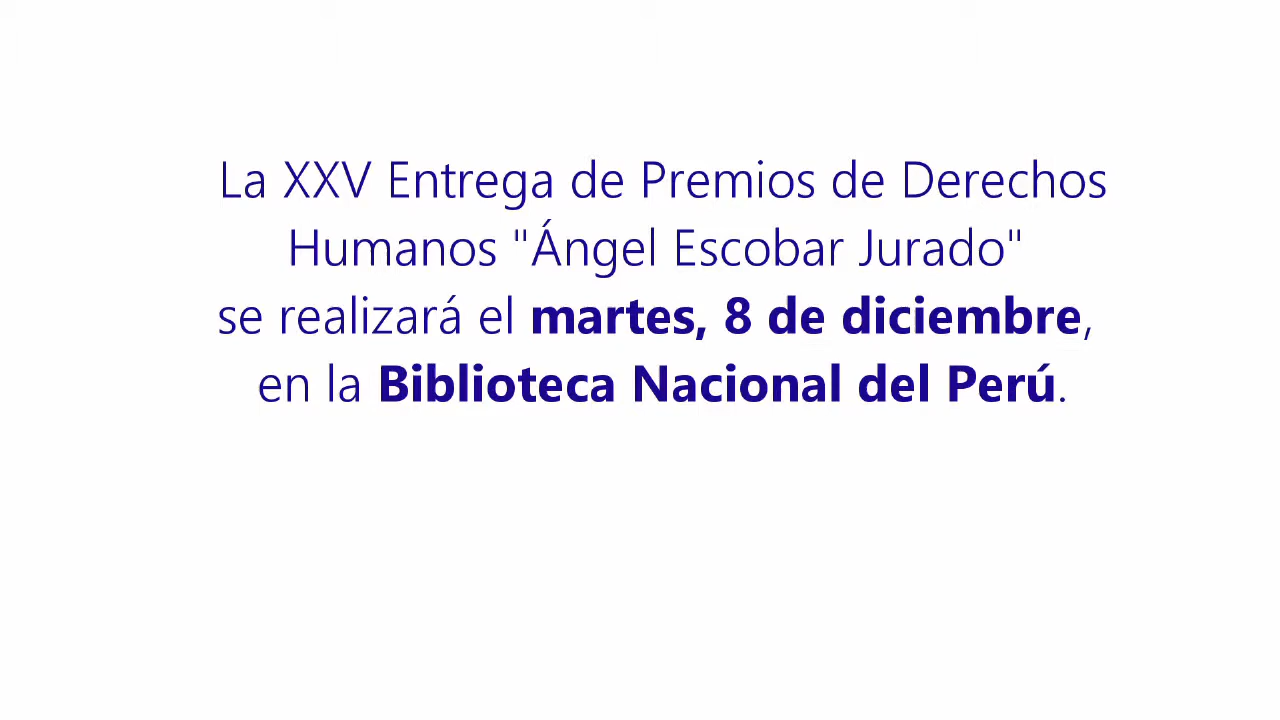 La XXV Entrega de Premios de Derechos
Humanos "Ángel Escobar Jurado"
se realizará el martes, 8 de diciembre,
en la Biblioteca Nacional del Perú.